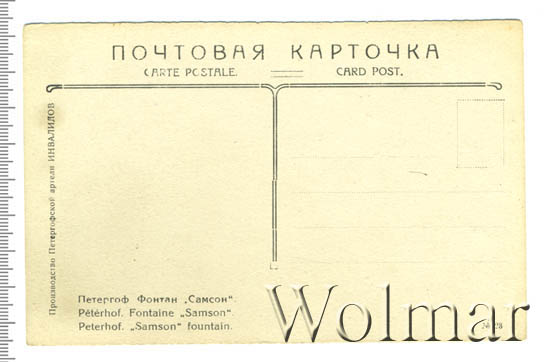 ПОЧТОВАЯ КАРТОЧКА
CARTE POSTALE. CARD POST.
Производство Петергофской артели ИНВАЛИДОВ
Петергоф Фонтан „Самсон“.
Pétérhof. Fontaine „Samson“.
Peterhof. „Samson“ fountain.
Wolmar